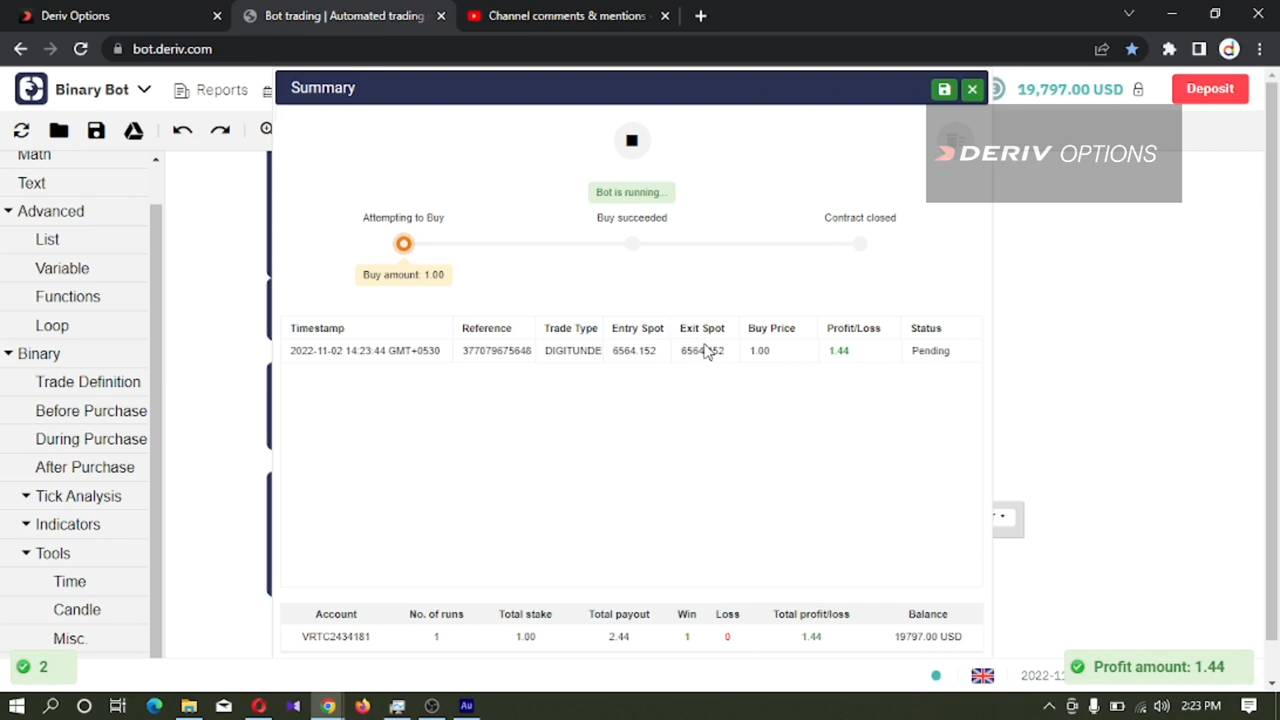 Deriv Options
Bot trading | Automated trading
Channel comments & mentions
bot.deriv.com
Binary Bot
Reports
Summary
19,797.00 USD
Deposit
DERIV OPTIONS
Math
Text
Advanced
List
Variable
Functions
Loop
Binary
Trade Definition
Before Purchase
During Purchase
After Purchase
Tick Analysis
Indicators
Tools
Time
Candle
Misc.
Bot is running...
Attempting to Buy
Buy succeeded
Contract closed
Buy amount: 1.00
Timestamp Reference Trade Type Entry Spot Exit Spot Buy Price Profit/Loss Status
2022-11-02 14:23:44 GMT+0530 377079675648 DIGITUNDE 6564.152 6564.152 1.00 1.44 Pending
Account No. of runs Total stake Total payout Win Loss Total profit/loss Balance
VRTC2434181 1 1.00 2.44 1 0 1.44 19797.00 USD
2
2022-11
Profit amount: 1.44
Au
2:23 PM